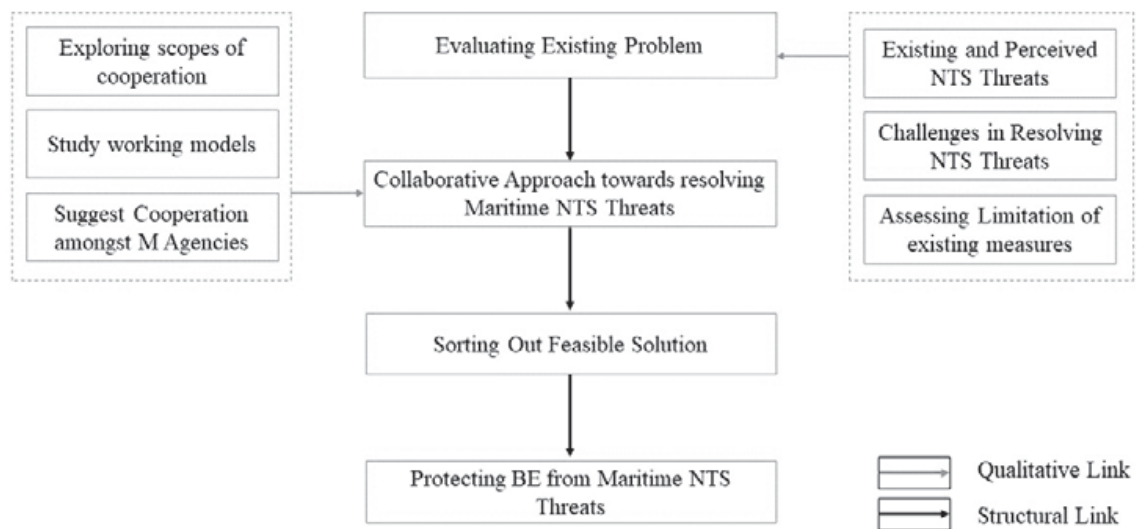 Exploring scopes of
cooperation
Study working models
Suggest Cooperation
amongst M Agencies
Evaluating Existing Problem
Collaborative Approach towards resolving
Maritime NTS Threats
Sorting Out Feasible Solution
Protecting BE from Maritime NTS
Threats
Existing and Perceived
NTS Threats
Challenges in Resolving
NTS Threats
Assessing Limitation of
existing measures
Qualitative Link
Structural Link